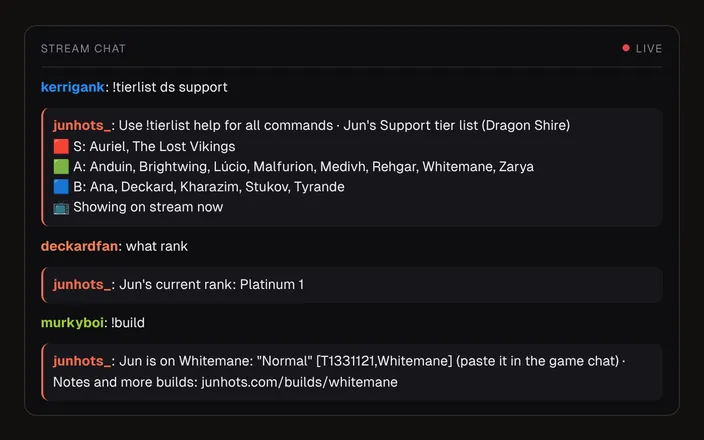 STREAM CHAT
LIVE
kerrigank: !tierlist ds support
junhots_: Use !tierlist help for all commands · Jun's Support tier list (Dragon Shire)
🟥 S: Auriel, The Lost Vikings
🟩 A: Anduin, Brightwing, Lúcio, Malfurion, Medivh, Rehgar, Whitemane, Zarya
🟦 B: Ana, Deckard, Kharazim, Stukov, Tyrande
📺 Showing on stream now
deckardfan: what rank
junhots_: Jun's current rank: Platinum 1
murkyboi: !build
junhots_: Jun is on Whitemane: "Normal" [T1331121,Whitemane] (paste it in the game chat) ·
Notes and more builds: junhots.com/builds/whitemane